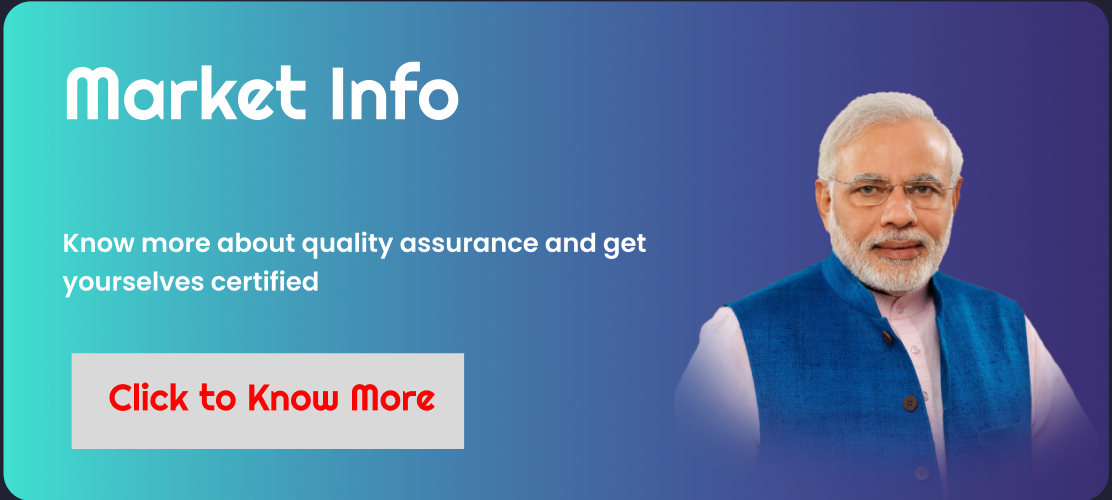 Market Info
Know more about quality assurance and get
yourselves certified
Click to Know More